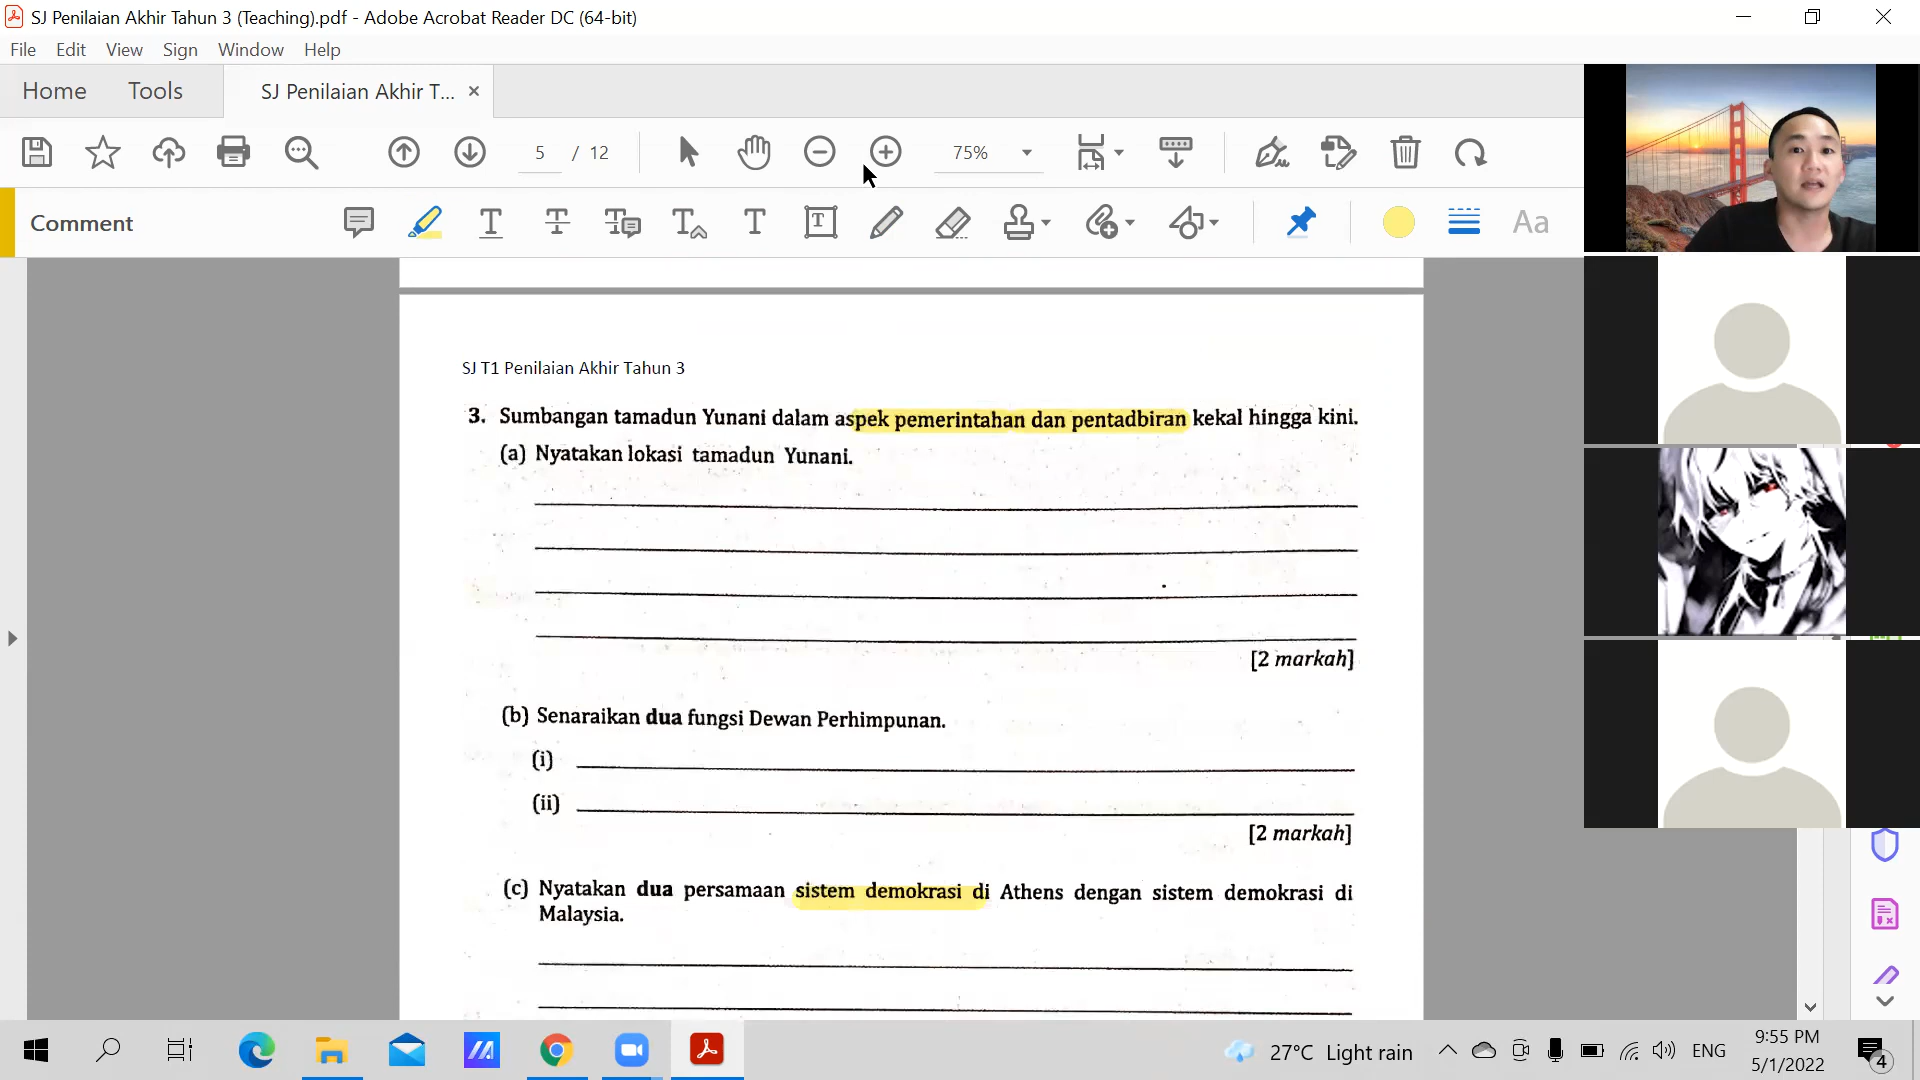 SJ Penilaian Akhir Tahun 3 (Teaching).pdf - Adobe Acrobat Reader DC (64-bit)
File Edit View Sign Window Help
Home Tools SJ Penilaian Akhir T... ×
5 / 12 75%
Comment
Aa
SJ T1 Penilaian Akhir Tahun 3
3. Sumbangan tamadun Yunani dalam aspek pemerintahan dan pentadbiran kekal hingga kini.
(a) Nyatakan lokasi tamadun Yunani.
[2 markah]
(b) Senaraikan dua fungsi Dewan Perhimpunan.
(i)
(ii)
[2 markah]
(c) Nyatakan dua persamaan sistem demokrasi di Athens dengan sistem demokrasi di
Malaysia.
27°C Light rain ENG 9:55 PM
5/1/2022 4